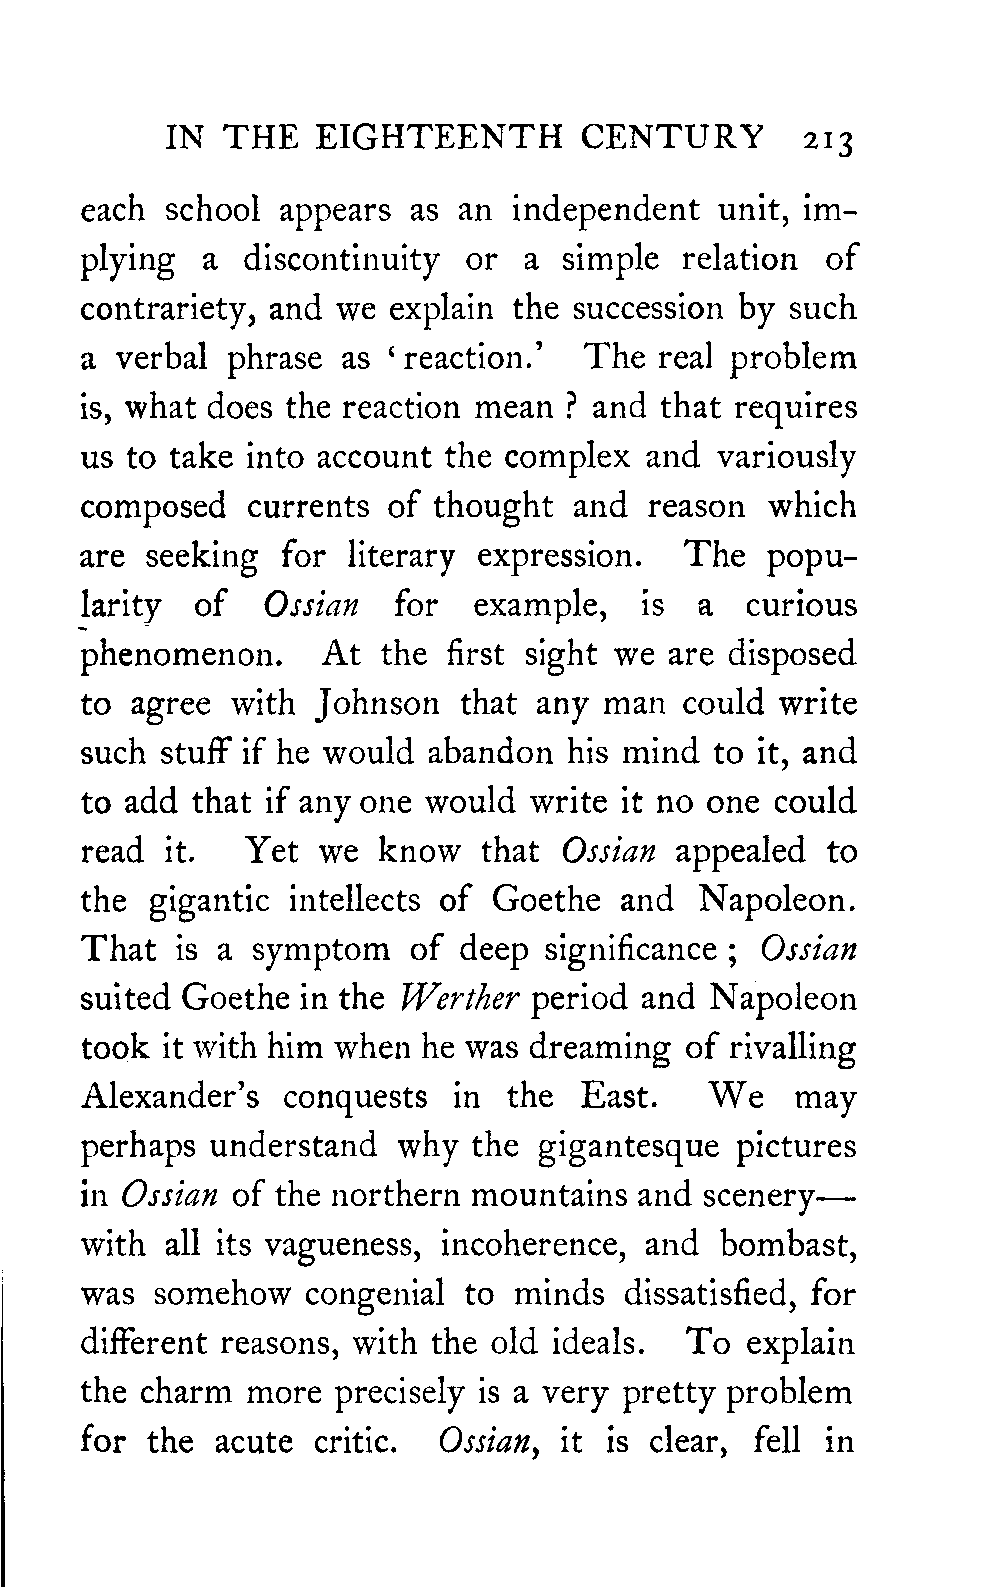 IN THE EIGHTEENTH CENTURY 213
each school appears as an independent unit, im-
plying a discontinuity or a simple relation of
contrariety, and we explain the succession by such
a verbal phrase as ‘ reaction.’ The real problem
is, what does the reaction mean ? and that requires
us to take into account the complex and variously
composed currents of thought and reason which
are seeking for literary expression. The popu-
larity of Ossian for example, is a curious
phenomenon. At the first sight we are disposed
to agree with Johnson that any man could write
such stuff if he would abandon his mind to it, and
to add that if any one would write it no one could
read it. Yet we know that Ossian appealed to
the gigantic intellects of Goethe and Napoleon.
That is a symptom of deep significance ; Ossian
suited Goethe in the Werther period and Napoleon
took it with him when he was dreaming of rivalling
Alexander’s conquests in the East. We may
perhaps understand why the gigantesque pictures
in Ossian of the northern mountains and scenery—
with all its vagueness, incoherence, and bombast,
was somehow congenial to minds dissatisfied, for
different reasons, with the old ideals. To explain
the charm more precisely is a very pretty problem
for the acute critic. Ossian, it is clear, fell in